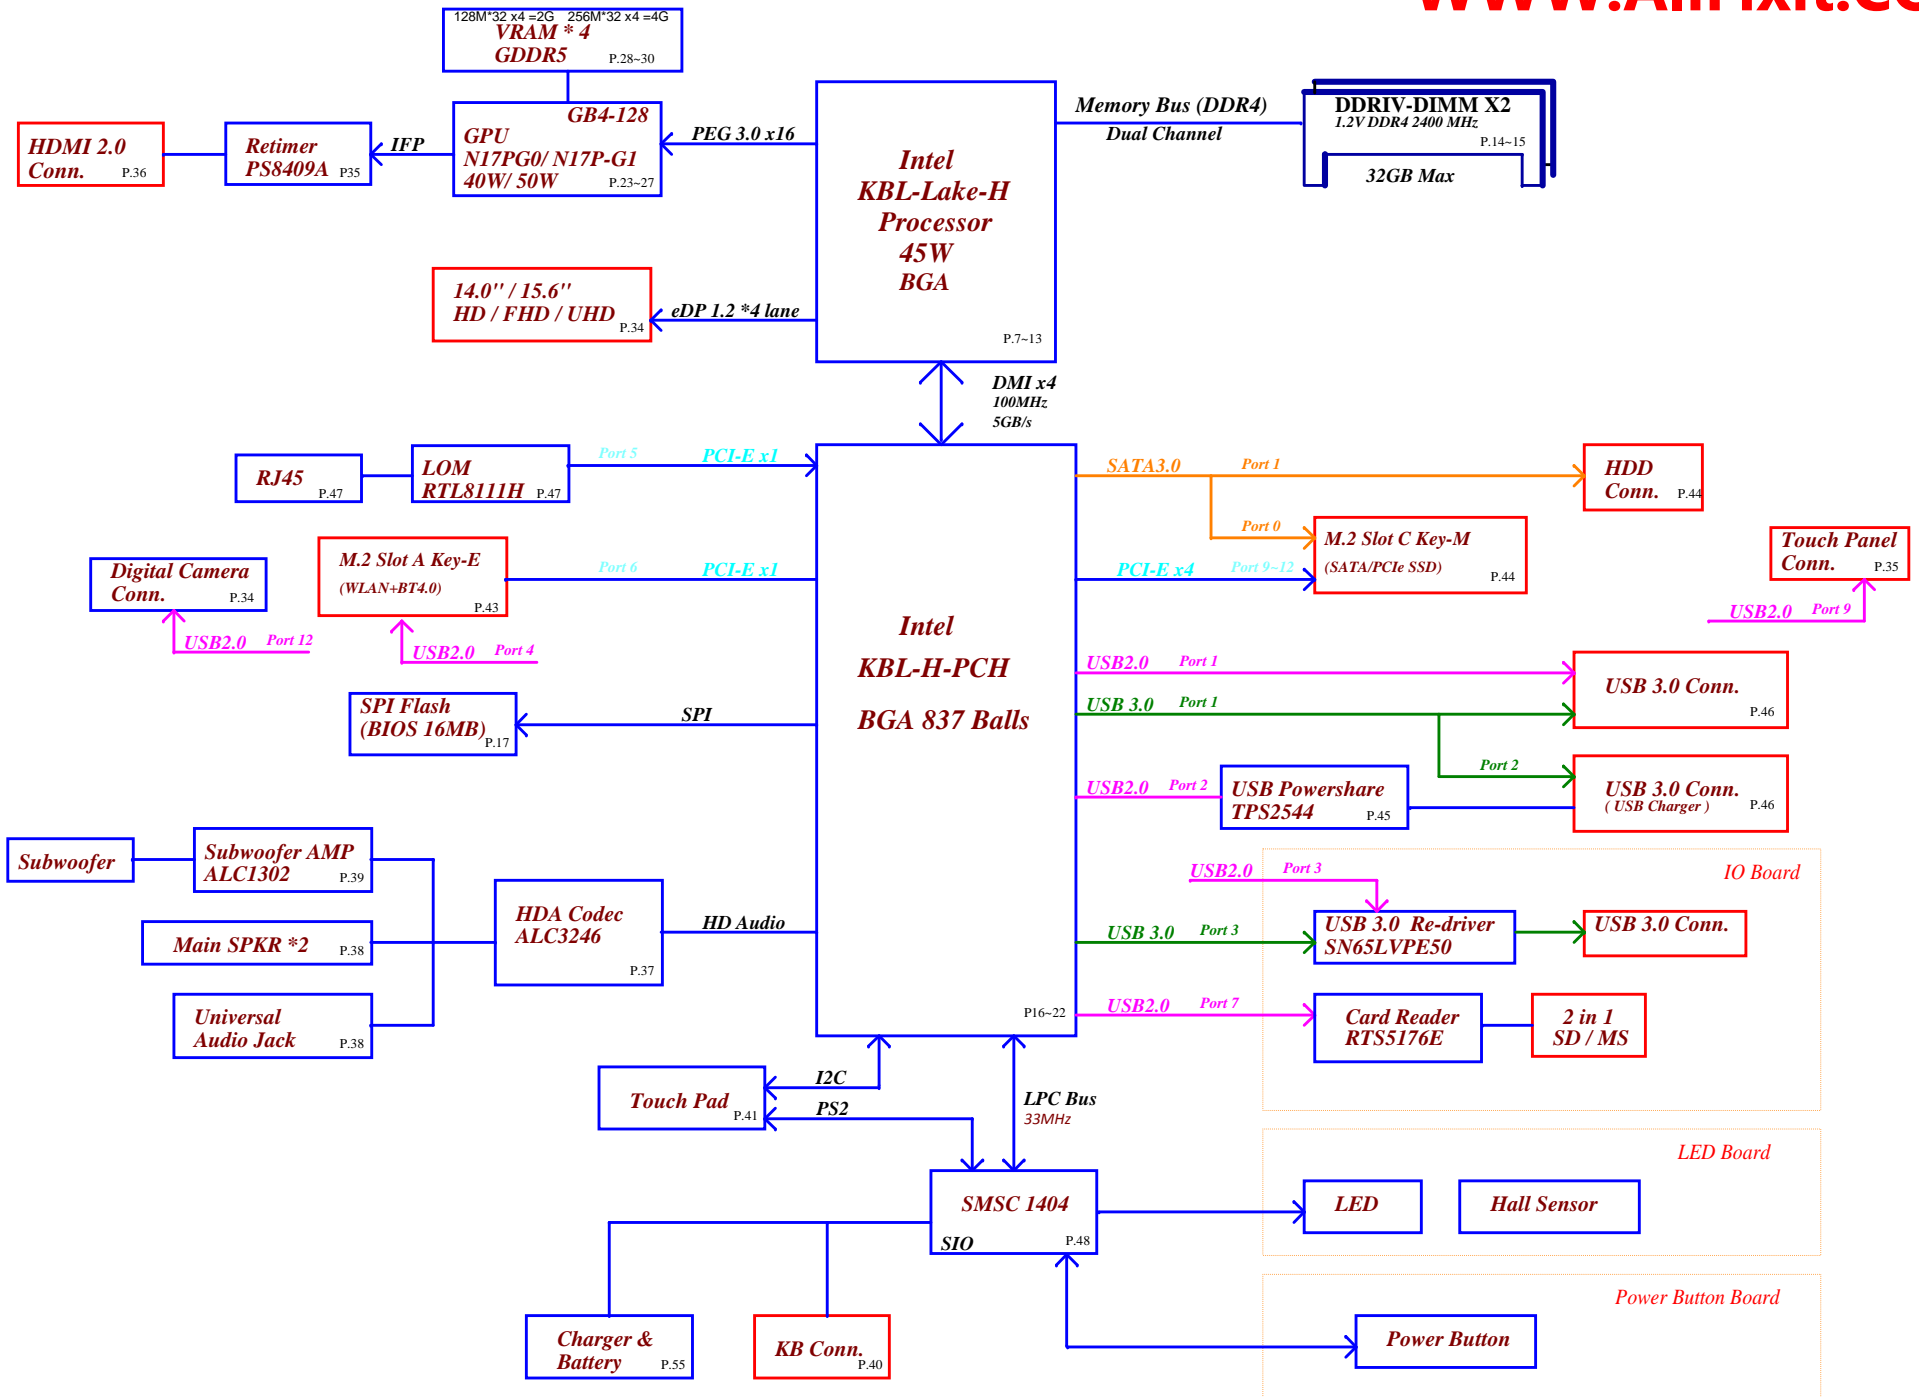 WWW.AllFixit.Co
128M*32 x4 =2G 256M*32 x4 =4G
VRAM * 4
GDDR5 P.28~30
GB4-128
GPU
N17PG0/ N17P-G1
40W/ 50W P.23~27
HDMI 2.0
Conn. P.36
Retimer
PS8409A P35
IFP
PEG 3.0 x16
Intel
KBL-Lake-H
Processor
45W
BGA
P.7~13
Memory Bus (DDR4)
Dual Channel
DDRIV-DIMM X2
1.2V DDR4 2400 MHz
P.14~15
32GB Max
14.0'' / 15.6''
HD / FHD / UHD P.34
eDP 1.2 *4 lane
DMI x4
100MHz
5GB/s
RJ45 P.47
LOM
RTL8111H P.47
Port 5 PCI-E x1
SATA3.0 Port 1
HDD
Conn. P.44
Port 0
M.2 Slot C Key-M
(SATA/PCIe SSD) P.44
PCI-E x4 Port 9~12
Touch Panel
Conn. P.35
USB2.0 Port 9
Digital Camera
Conn. P.34
USB2.0 Port 12
M.2 Slot A Key-E
(WLAN+BT4.0)
P.43
Port 6 PCI-E x1
USB2.0 Port 4
Intel
KBL-H-PCH
BGA 837 Balls
P16~22
USB2.0 Port 1
USB 3.0 Port 1
USB 3.0 Conn.
P.46
SPI Flash
(BIOS 16MB) P.17
SPI
Port 2
USB2.0 Port 2
USB Powershare
TPS2544 P.45
USB 3.0 Conn.
( USB Charger ) P.46
Subwoofer
Subwoofer AMP
ALC1302 P.39
Main SPKR *2 P.38
Universal
Audio Jack P.38
HDA Codec
ALC3246
P.37
HD Audio
IO Board
USB2.0 Port 3
USB 3.0 Port 3
USB 3.0 Re-driver
SN65LVPE50
USB 3.0 Conn.
USB2.0 Port 7
Card Reader
RTS5176E
2 in 1
SD / MS
Touch Pad P.41
I2C
PS2
LPC Bus
33MHz
SMSC 1404
SIO P.48
LED Board
LED
Hall Sensor
Power Button Board
Power Button
Charger &
Battery P.55
KB Conn.
P.40